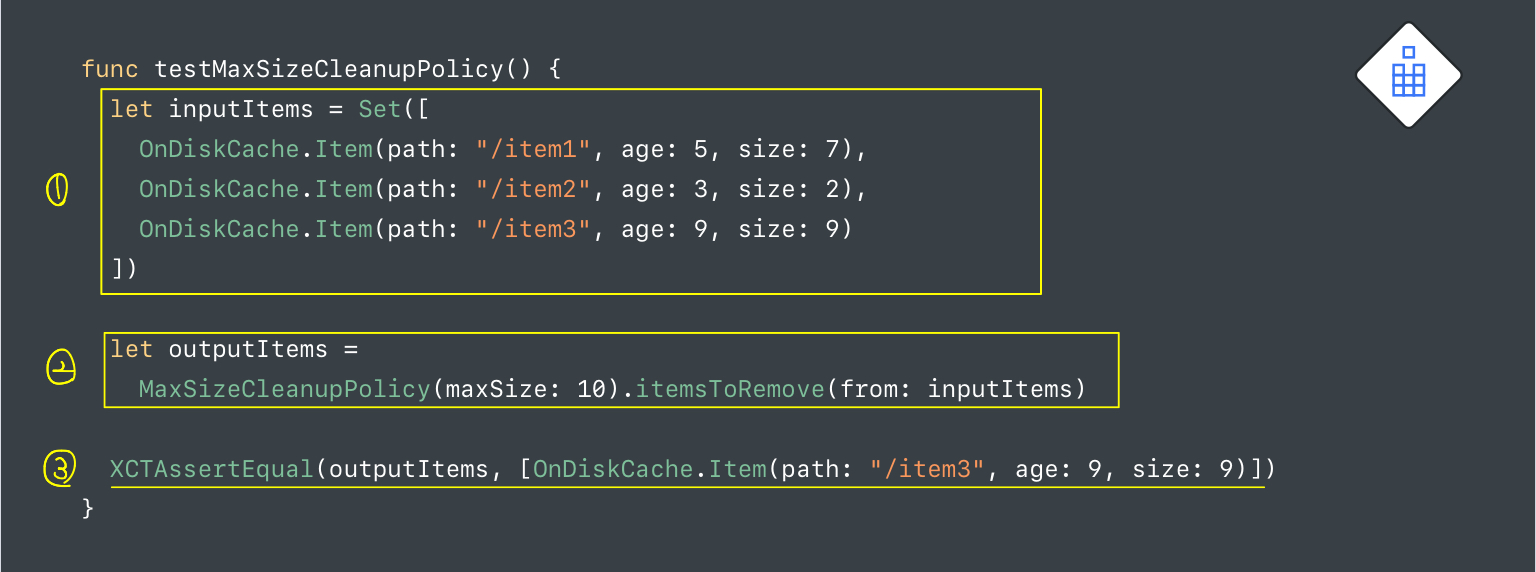 func testMaxSizeCleanupPolicy() {
①
let inputItems = Set([
OnDiskCache.Item(path: "/item1", age: 5, size: 7),
OnDiskCache.Item(path: "/item2", age: 3, size: 2),
OnDiskCache.Item(path: "/item3", age: 9, size: 9)
])
②
let outputItems =
MaxSizeCleanupPolicy(maxSize: 10).itemsToRemove(from: inputItems)
③ XCTAssertEqual(outputItems, [OnDiskCache.Item(path: "/item3", age: 9, size: 9)])
}